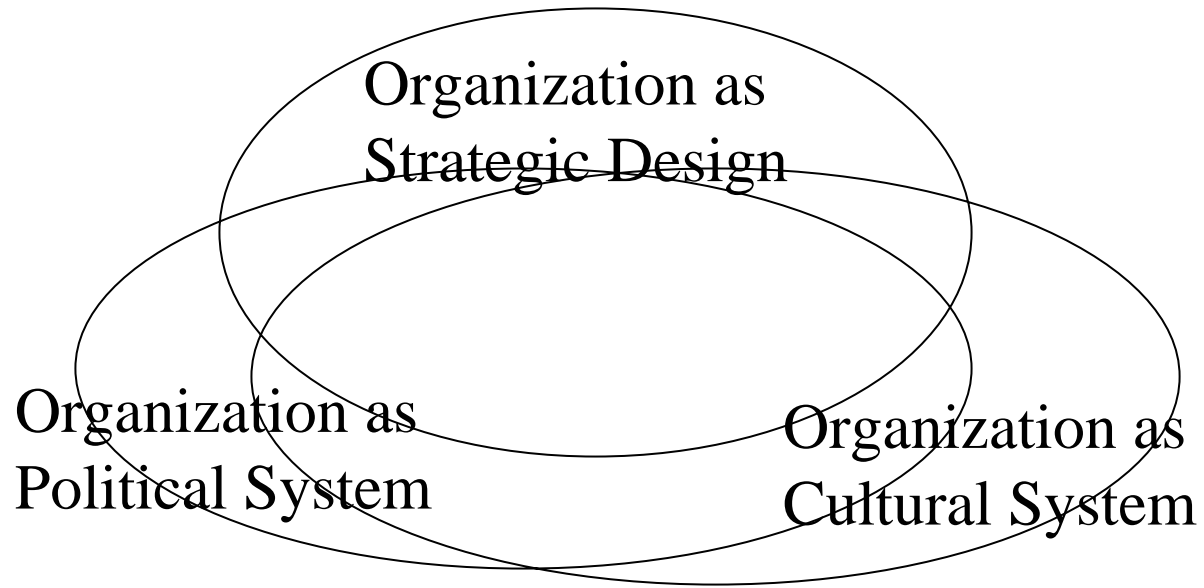 Organization as
Strategic Design
Organization as
Political System
Organization as
Cultural System